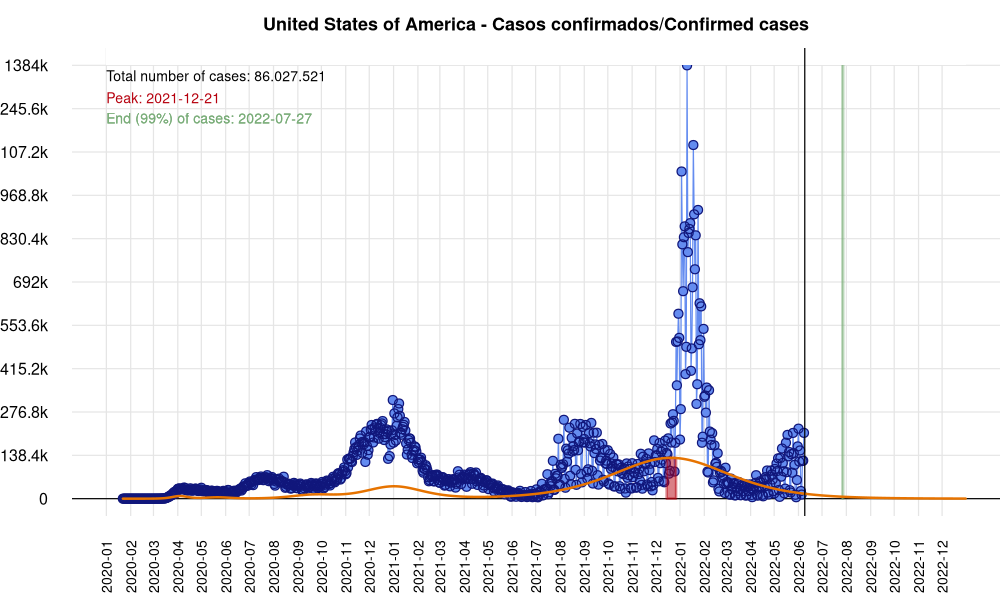 United States of America - Casos confirmados/Confirmed cases
Total number of cases: 86.027.521
Peak: 2021-12-21
End (99%) of cases: 2022-07-27
1384k
245.6k
107.2k
968.8k
830.4k
692k
553.6k
415.2k
276.8k
138.4k
0
2020-01
2020-02
2020-03
2020-04
2020-05
2020-06
2020-07
2020-08
2020-09
2020-10
2020-11
2020-12
2021-01
2021-02
2021-03
2021-04
2021-05
2021-06
2021-07
2021-08
2021-09
2021-10
2021-11
2021-12
2022-01
2022-02
2022-03
2022-04
2022-05
2022-06
2022-07
2022-08
2022-09
2022-10
2022-11
2022-12